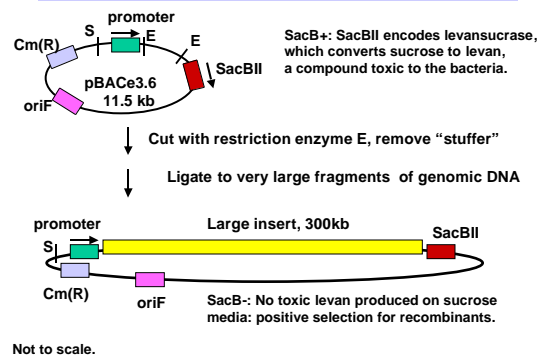 promoter
S E E
Cm(R)
SacBII
pBACe3.6
11.5 kb
oriF
SacB+: SacBII encodes levansucrase,
which converts sucrose to levan,
a compound toxic to the bacteria.
Cut with restriction enzyme E, remove “stuffer”
Ligate to very large fragments of genomic DNA
promoter
Large insert, 300kb
SacBII
S
Cm(R)
oriF
SacB-: No toxic levan produced on sucrose
media: positive selection for recombinants.
Not to scale.